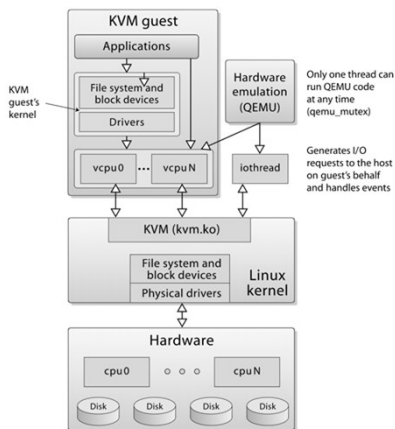 KVM guest
Applications
File system and
block devices
Drivers
KVM
guest's
kernel
vcpu0 ... vcpuN
Hardware
emulation
(QEMU)
Only one thread can
run QEMU code
at any time
(qemu_mutex)
iothread
Generates I/O
requests to the host
on guest's behalf
and handles events
KVM (kvm.ko)
File system and
block devices
Physical drivers
Linux
kernel
Hardware
cpu0 cpuN
Disk Disk Disk Disk